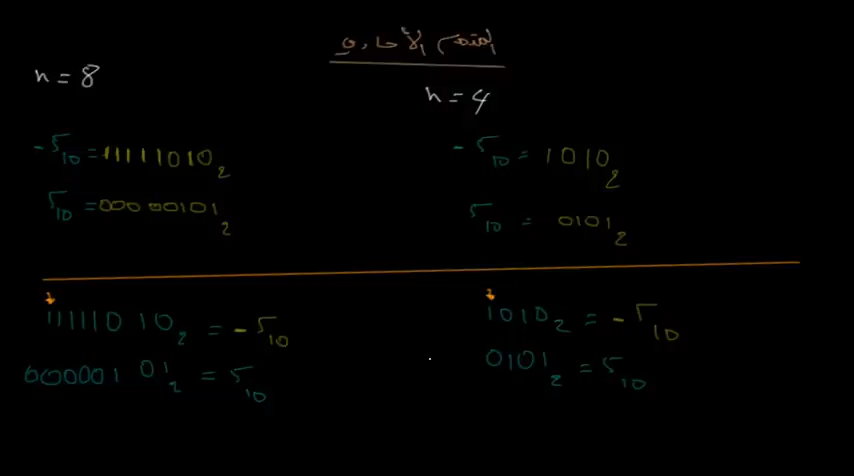 المتمم الأحادي
n = 8
n = 4
-5₁₀ = 11111010₂
-5₁₀ = 1010₂
5₁₀ = 00000101₂
5₁₀ = 0101₂
11111010₂ = -5₁₀
1010₂ = -5₁₀
00000101₂ = 5₁₀
0101₂ = 5₁₀